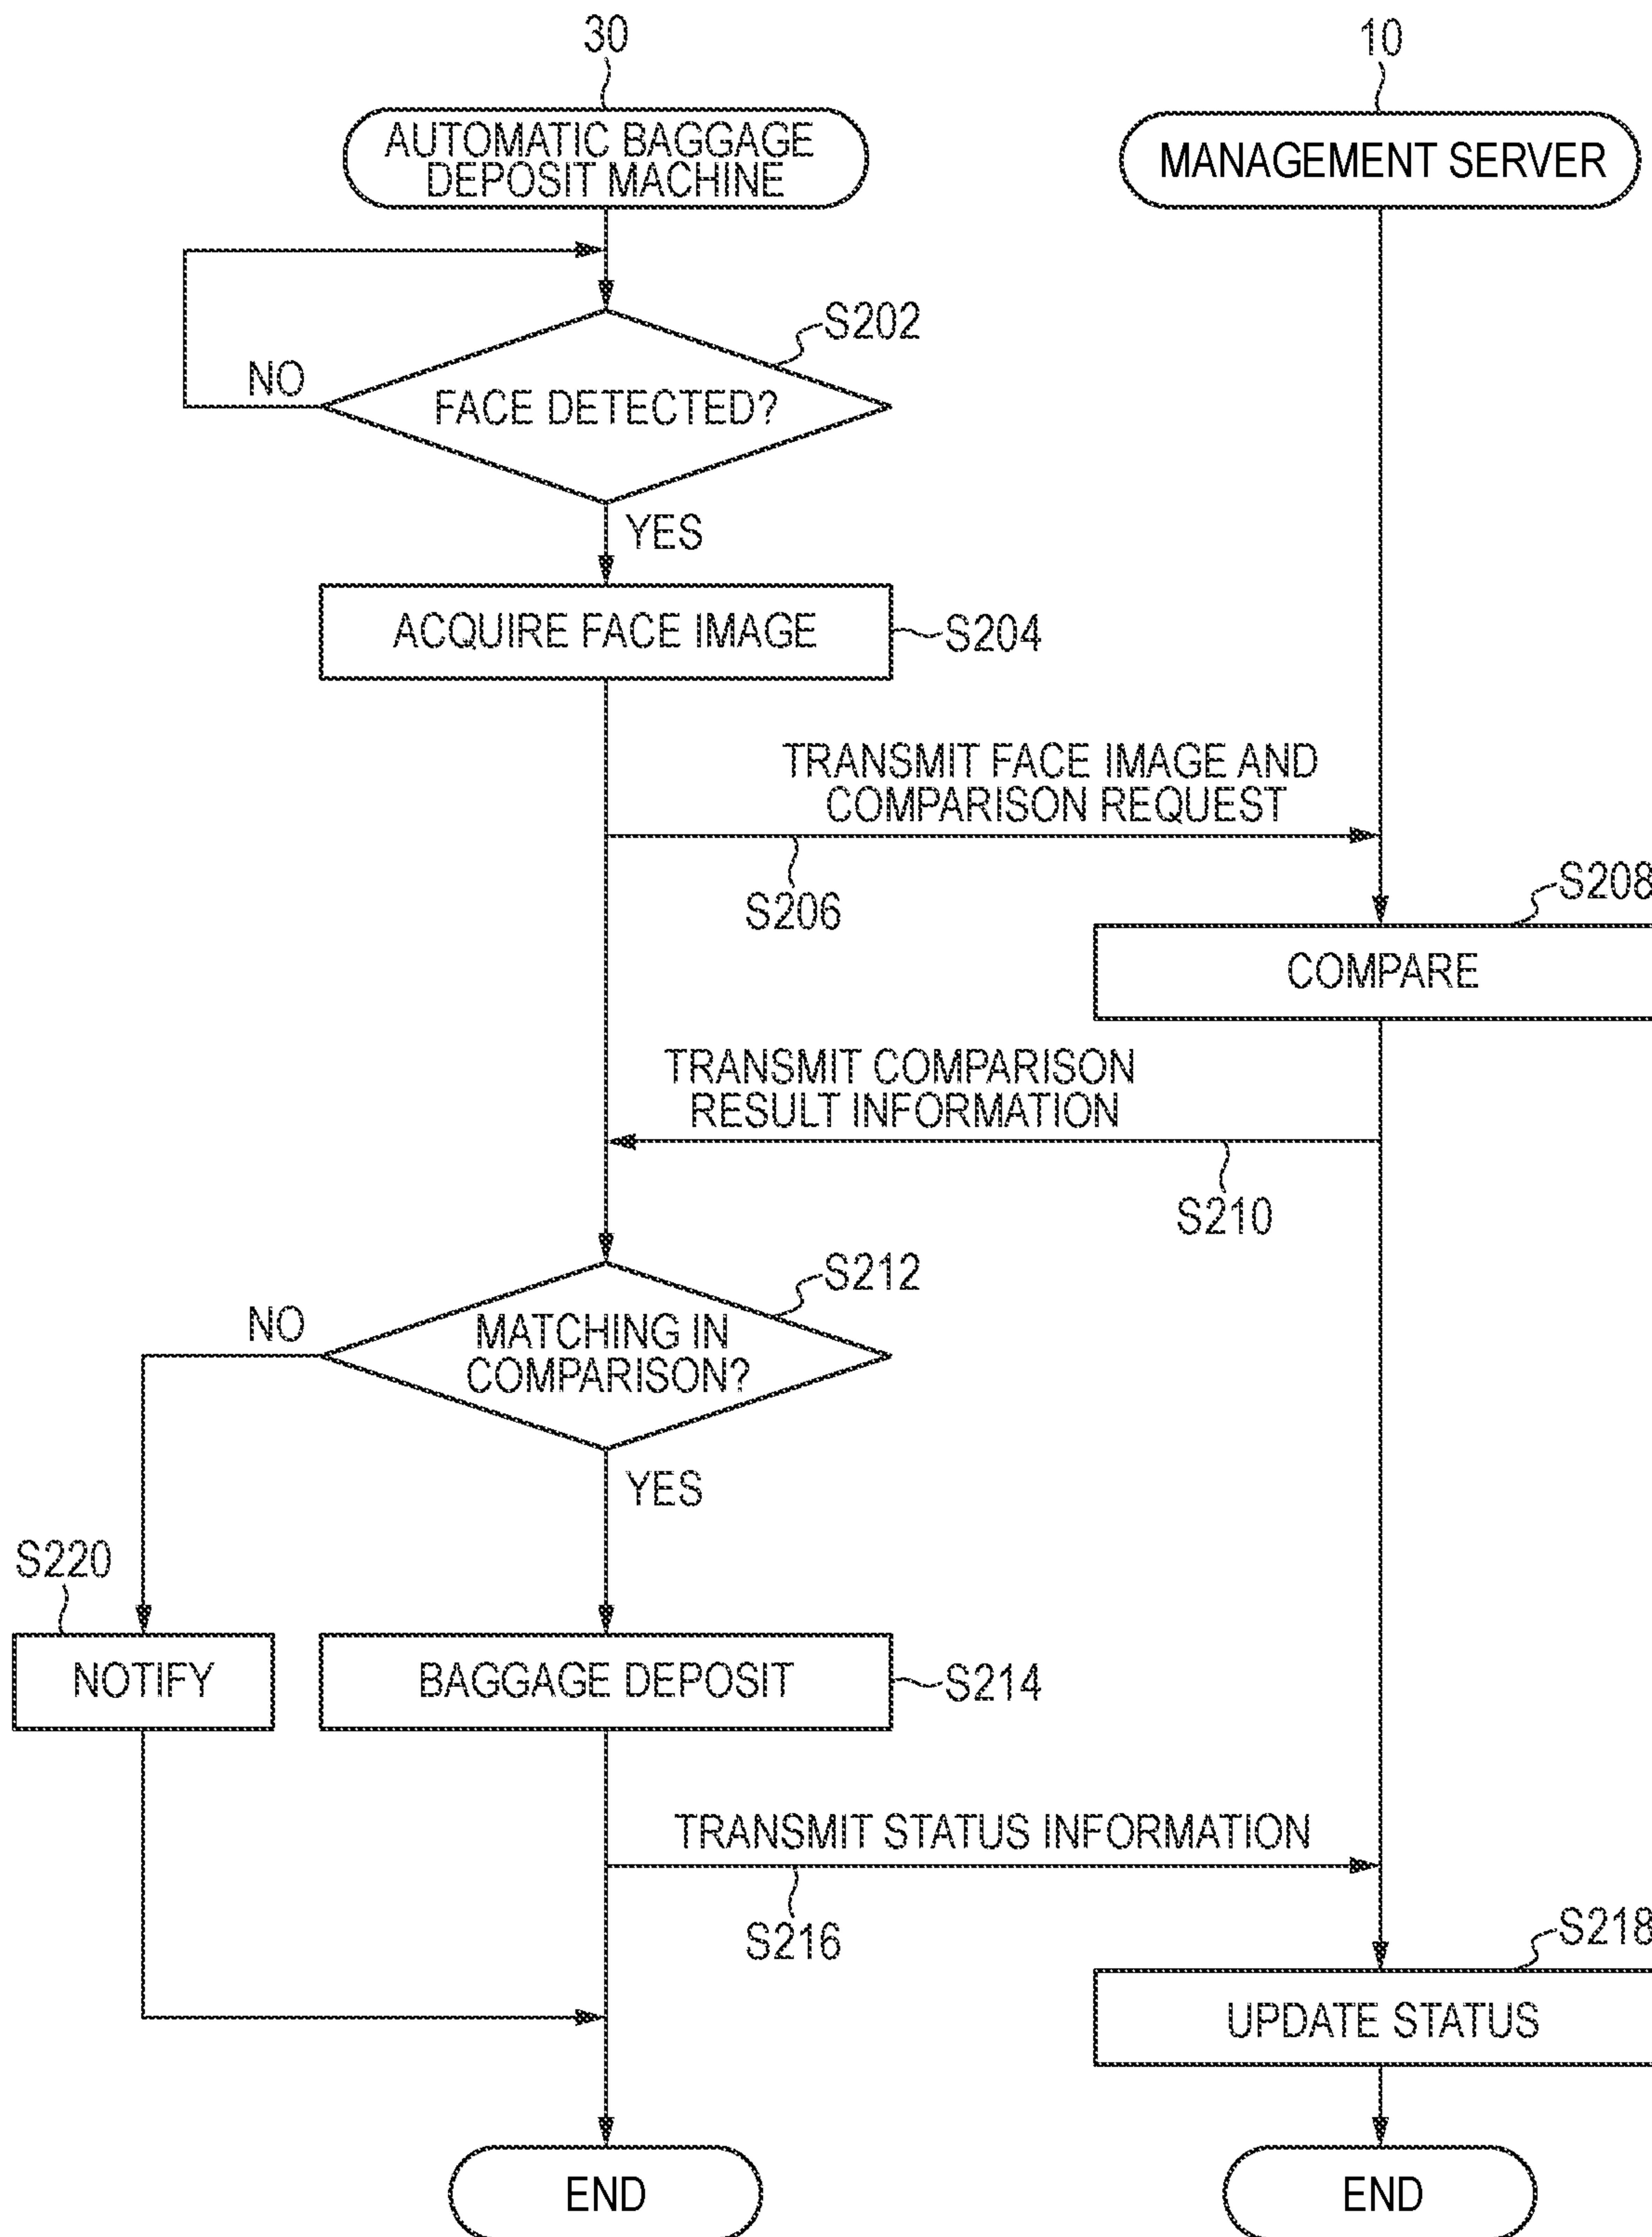 30
10
AUTOMATIC BAGGAGE
DEPOSIT MACHINE
MANAGEMENT SERVER
S202
NO
FACE DETECTED?
YES
ACQUIRE FACE IMAGE
S204
TRANSMIT FACE IMAGE AND
COMPARISON REQUEST
S206
S208
COMPARE
TRANSMIT COMPARISON
RESULT INFORMATION
S210
S212
NO
MATCHING IN
COMPARISON?
YES
S220
NOTIFY
BAGGAGE DEPOSIT
S214
TRANSMIT STATUS INFORMATION
S216
S218
UPDATE STATUS
END
END